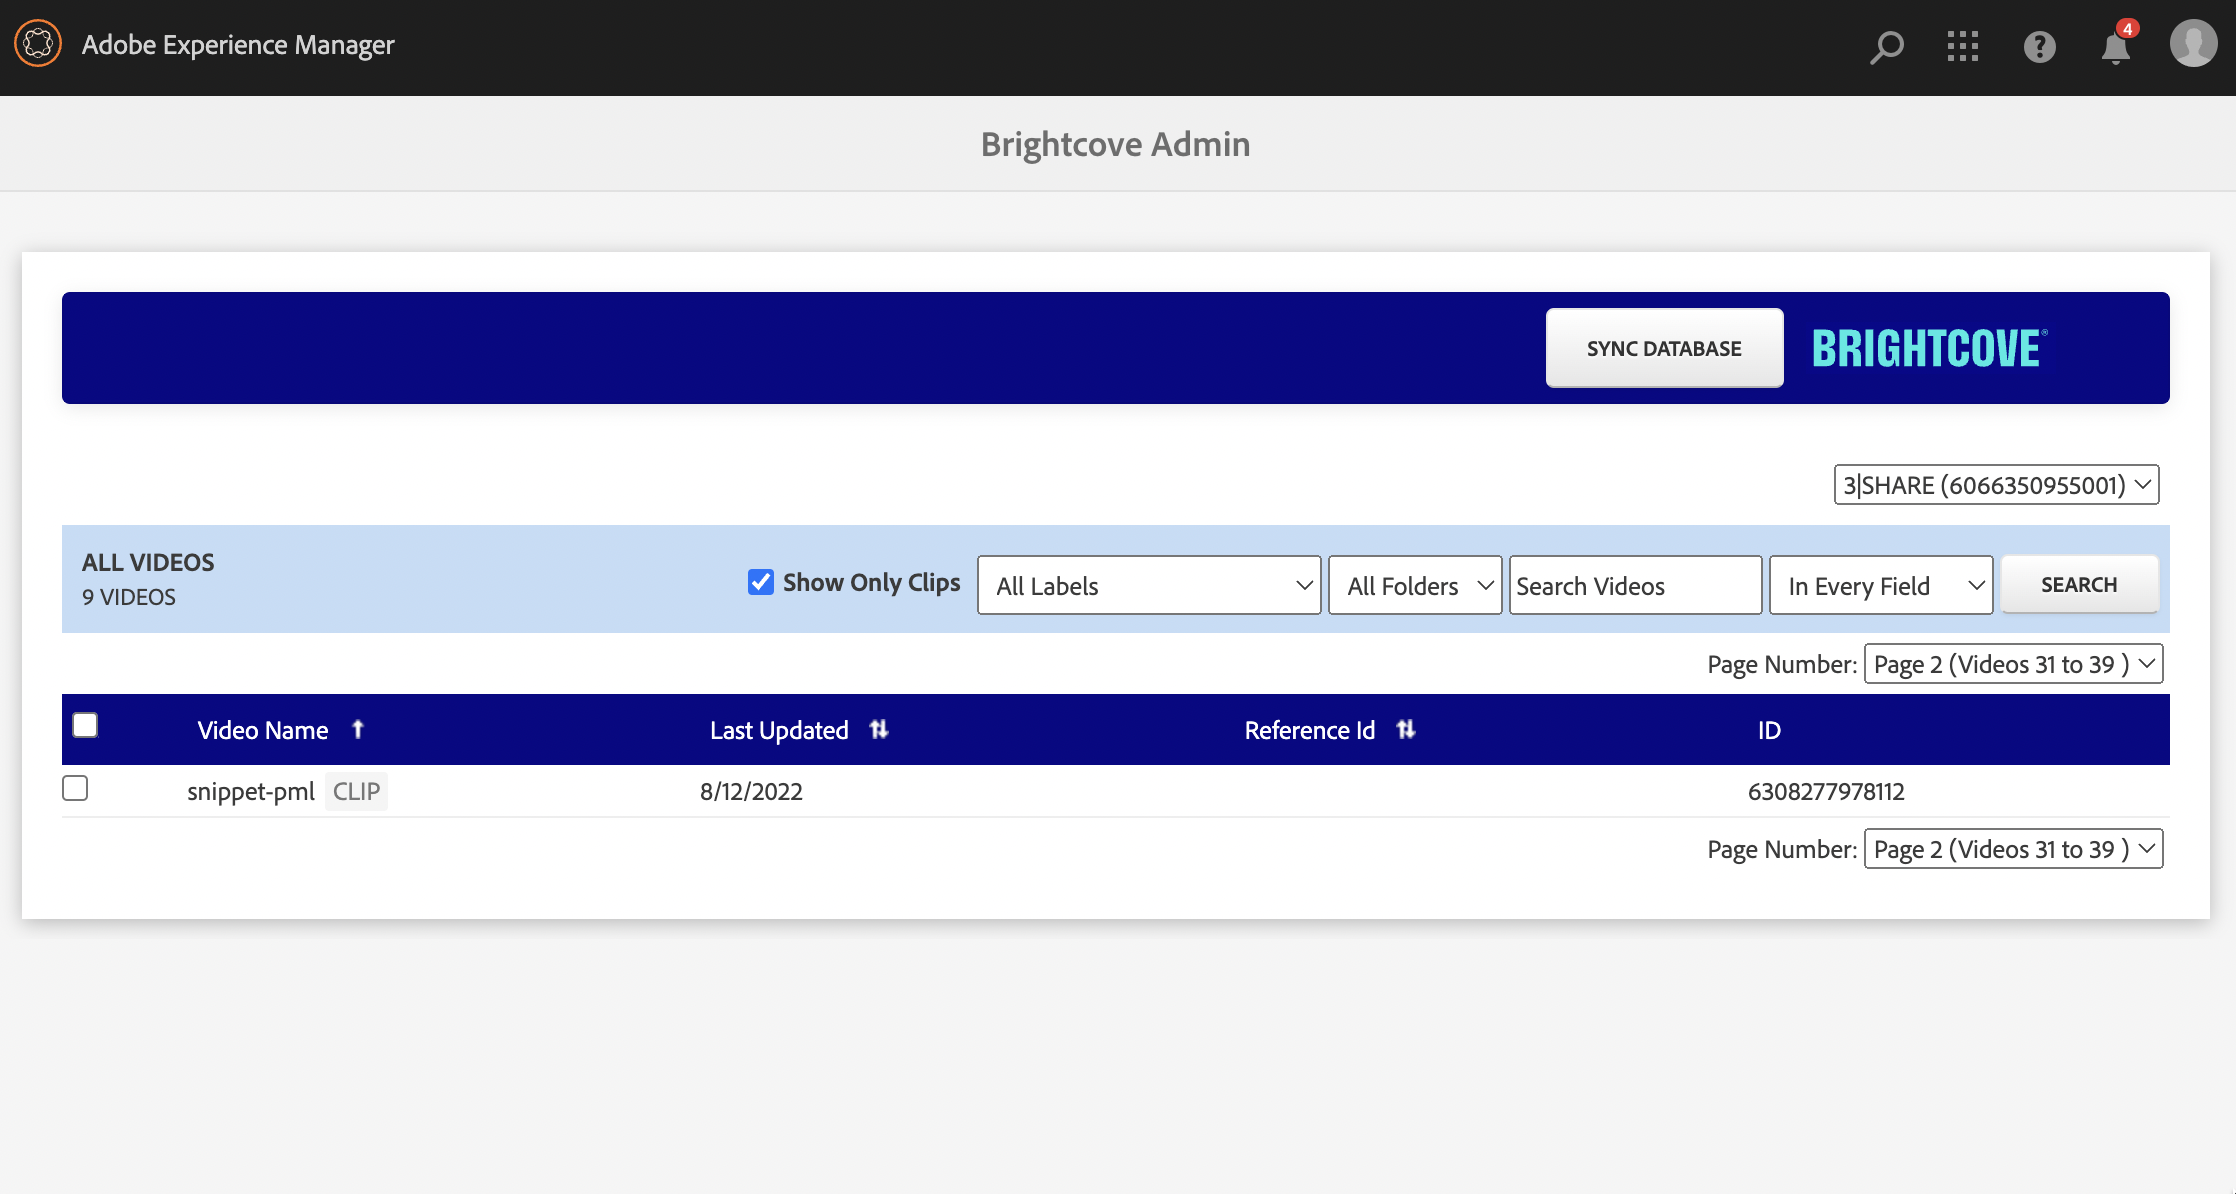 Adobe Experience Manager
4
Brightcove Admin
SYNC DATABASE
BRIGHTCOVE®
3|SHARE (6066350955001)
ALL VIDEOS
9 VIDEOS
Show Only Clips
All Labels
All Folders
Search Videos
In Every Field
SEARCH
Page Number: Page 2 (Videos 31 to 39 )
Video Name Last Updated Reference Id ID
snippet-pml CLIP 8/12/2022 6308277978112
Page Number: Page 2 (Videos 31 to 39 )